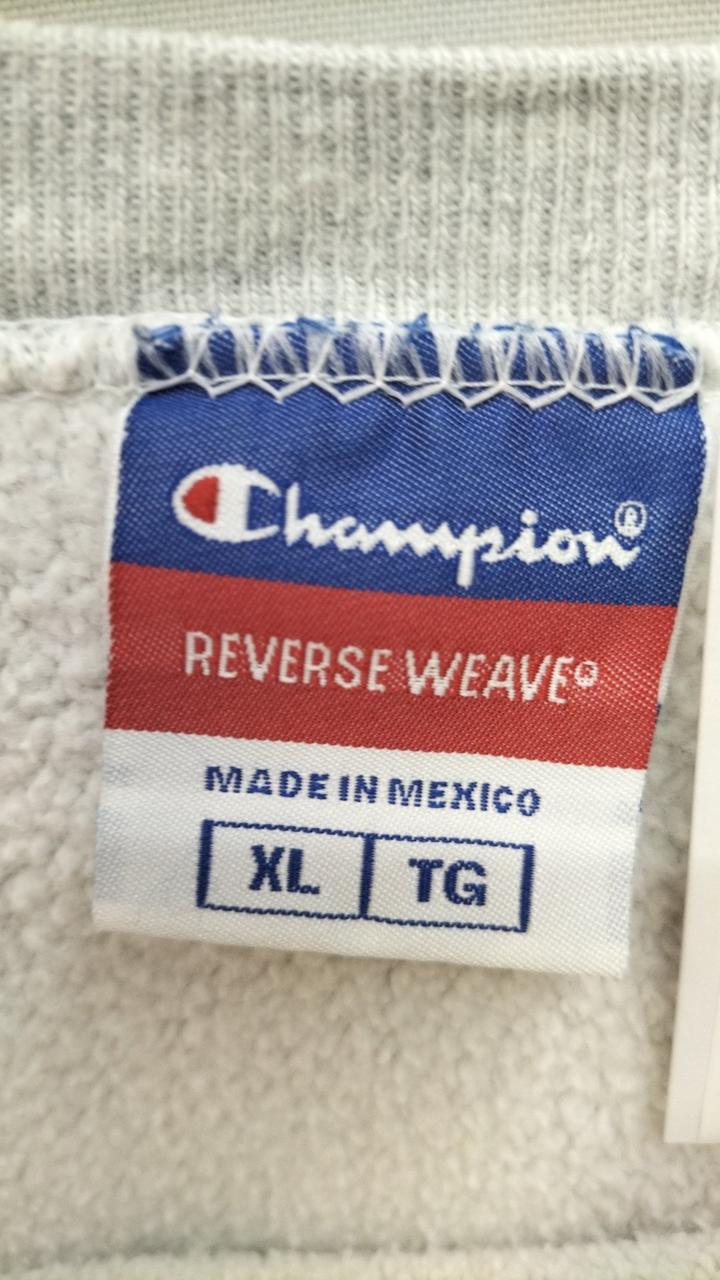 Champion®
REVERSE WEAVE®
MADE IN MEXICO
XL TG